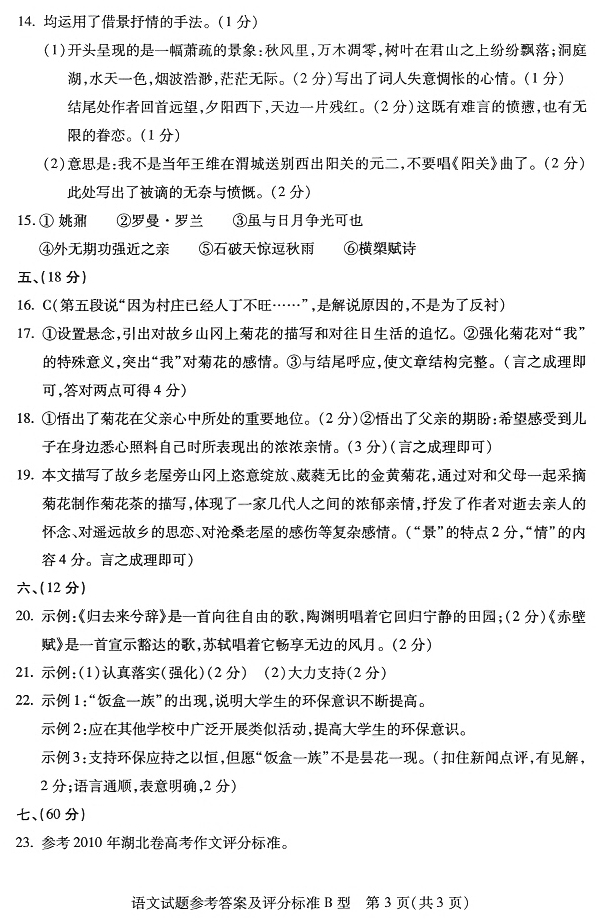 14. 均运用了借景抒情的手法。(1分)
(1)开头呈现的是一幅萧疏的景象:秋风里,万木凋零,树叶在君山之上纷纷飘落;洞庭
湖,水天一色,烟波浩渺,茫茫无际。(2分)写出了词人失意惆怅的心情。(1分)
结尾处作者回首远望,夕阳西下,天边一片残红。(2分)这既有难言的愤懑,也有无
限的眷恋。(1分)
(2)意思是:我不是当年王维在渭城送别西出阳关的元二,不要唱《阳关》曲了。(2分)
此处写出了被谪的无奈与愤慨。(2分)
15.① 姚鼐 ②罗曼·罗兰 ③虽与日月争光可也
④外无期功强近之亲 ⑤石破天惊逗秋雨 ⑥横槊赋诗
五、(18分)
16. C(第五段说“因为村庄已经人丁不旺……”,是解说原因的,不是为了反衬)
17. ①设置悬念,引出对故乡山冈上菊花的描写和对往日生活的追忆。②强化菊花对“我”
的特殊意义,突出“我”对菊花的感情。③与结尾呼应,使文章结构完整。(言之成理即
可,答对两点可得4分)
18. ①悟出了菊花在父亲心中所处的重要地位。(2分)②悟出了父亲的期盼:希望感受到儿
子在身边悉心照料自己时所表现出的浓浓亲情。(3分)(言之成理即可)
19. 本文描写了故乡老屋旁山冈上恣意绽放、葳蕤无比的金黄菊花,通过对和父母一起采摘
菊花制作菊花茶的描写,体现了一家几代人之间的浓郁亲情,抒发了作者对逝去亲人的
怀念、对遥远故乡的思恋、对沧桑老屋的感伤等复杂感情。(“景”的特点2分,“情”的内
容4分。言之成理即可)
六、(12分)
20. 示例:《归去来兮辞》是一首向往自由的歌,陶渊明唱着它回归宁静的田园;(2分)《赤壁
赋》是一首宣示豁达的歌,苏轼唱着它畅享无边的风月。(2分)
21. 示例:(1)认真落实(强化)(2分) (2)大力支持(2分)
22. 示例1:“饭盒一族”的出现,说明大学生的环保意识不断提高。
示例2:应在其他学校中广泛开展类似活动,提高大学生的环保意识。
示例3:支持环保应持之以恒,但愿“饭盒一族”不是昙花一现。(扣住新闻点评,有见解,
2分;语言通顺,表意明确,2分)
七、(60分)
23. 参考2010年湖北卷高考作文评分标准。
语文试题参考答案及评分标准B型 第3页(共3页)